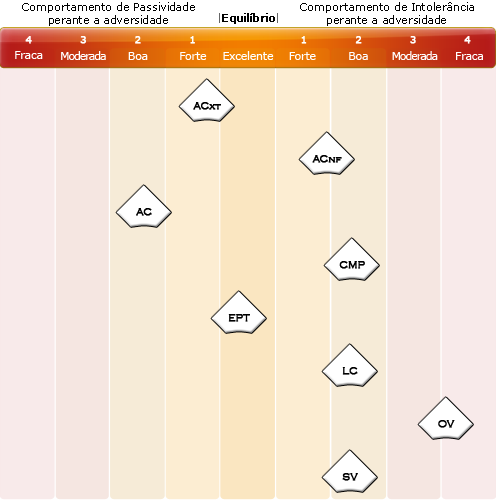 Comportamento de Passividade
perante a adversidade
|Equilíbrio|
Comportamento de Intolerância
perante a adversidade
4 3 2 1 1 2 3 4
Fraca Moderada Boa Forte Excelente Forte Boa Moderada Fraca
ACXT
ACNF
AC
CMP
EPT
LC
OV
SV